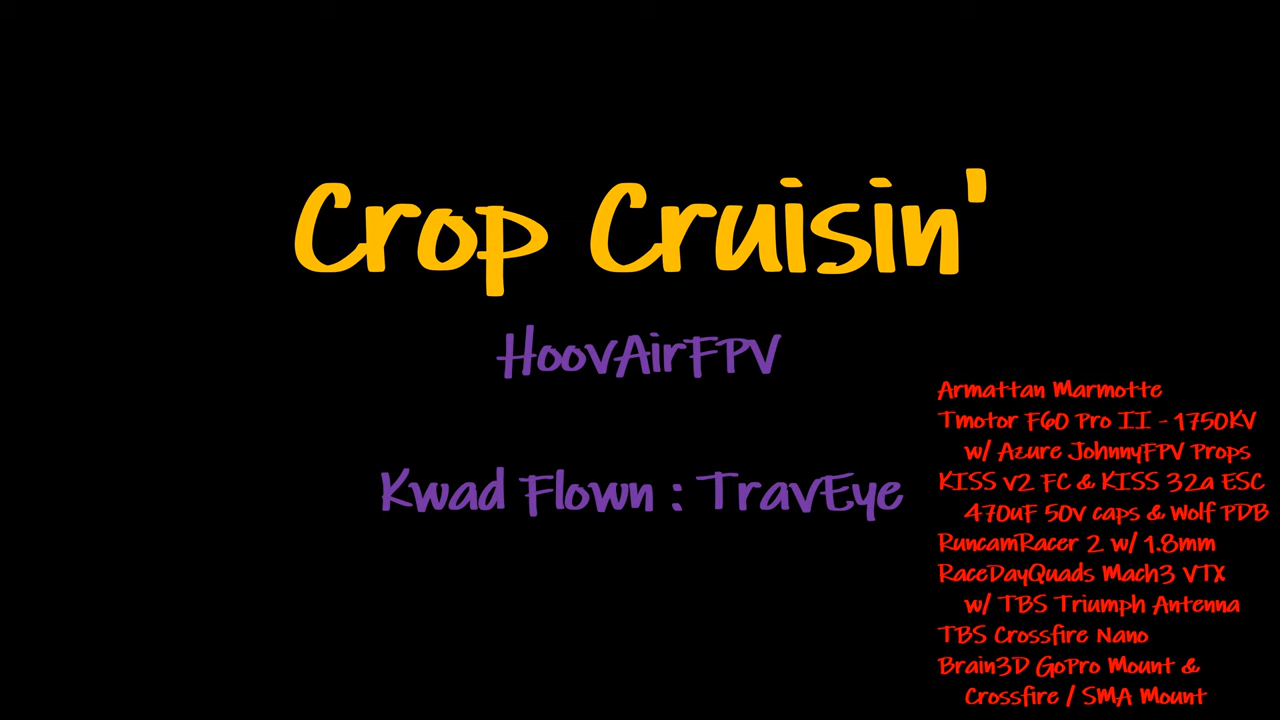 Crop Cruisin'
HoovAirFPV
Kwad Flown : TravEye
Armattan Marmotte
Tmotor F60 Pro II - 1750KV
w/ Azure JohnnyFPV Props
KISS v2 FC & KISS 32a ESC
470uF 50v caps & Wolf PDB
RuncamRacer 2 w/ 1.8mm
RaceDayQuads Mach3 VTX
w/ TBS Triumph Antenna
TBS Crossfire Nano
Brain3D GoPro Mount &
Crossfire / SMA Mount